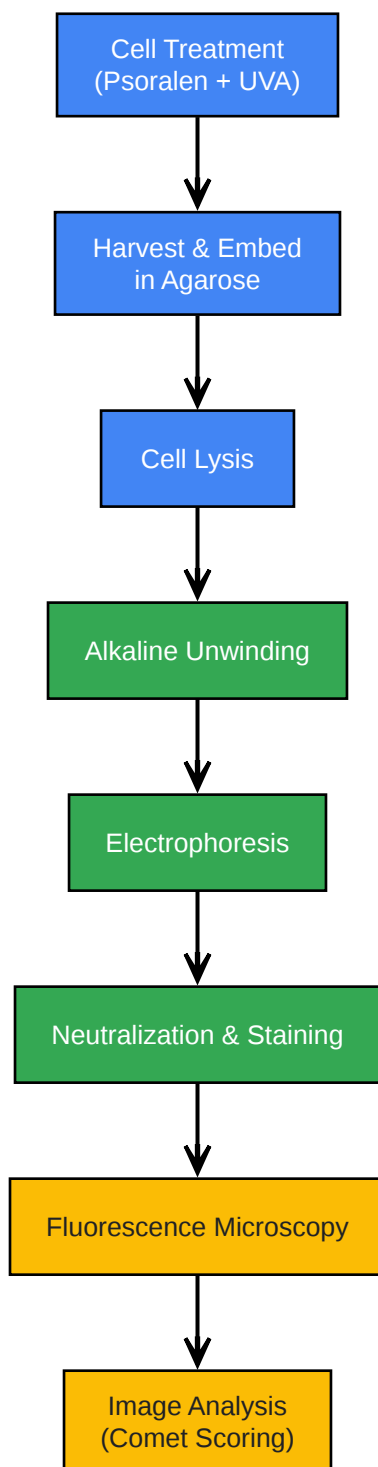 Cell Treatment
(Psoralen + UVA)
Harvest & Embed
in Agarose
Cell Lysis
Alkaline Unwinding
Electrophoresis
Neutralization & Staining
Fluorescence Microscopy
Image Analysis
(Comet Scoring)